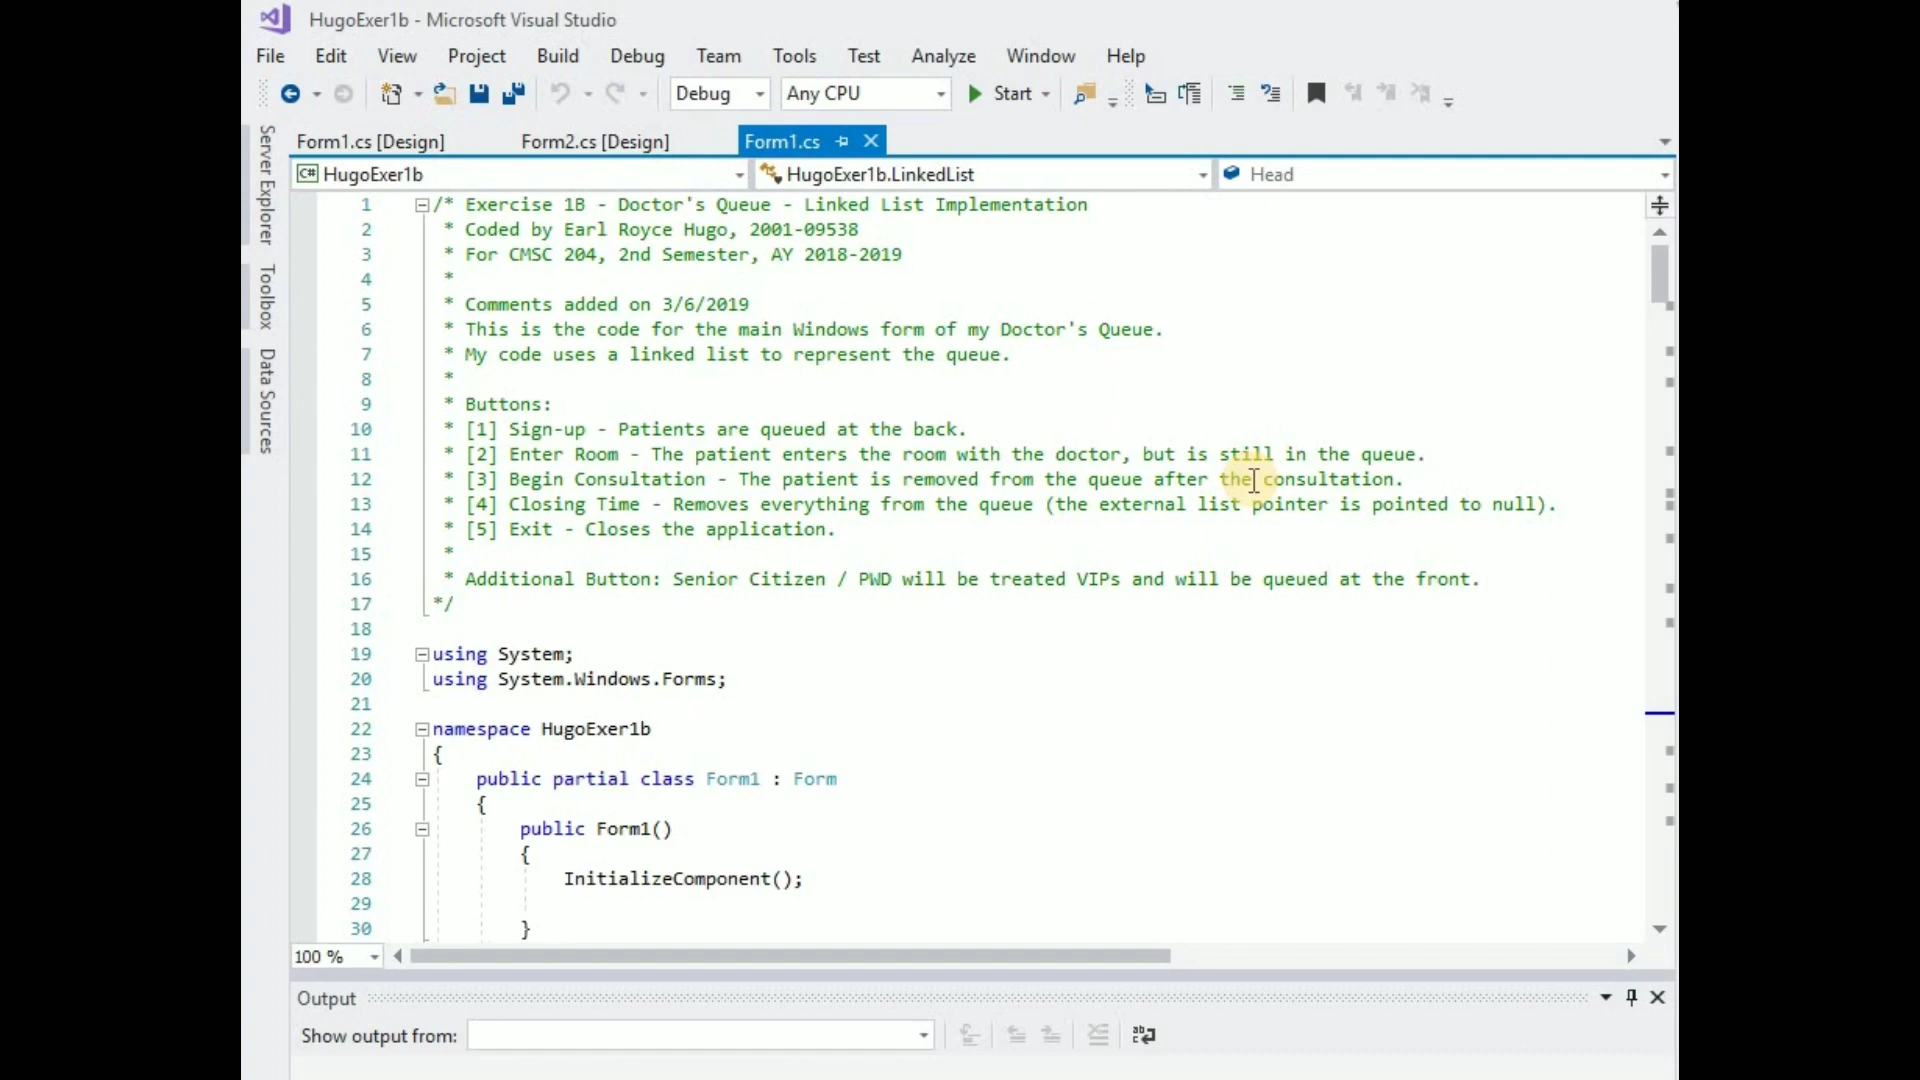 HugoExer1b - Microsoft Visual Studio
File Edit View Project Build Debug Team Tools Test Analyze Window Help
Debug Any CPU Start
Server Explorer
Toolbox
Data Sources
Form1.cs [Design] Form2.cs [Design] Form1.cs
C# HugoExer1b HugoExer1b.LinkedList Head
1 /* Exercise 1B - Doctor's Queue - Linked List Implementation
2 * Coded by Earl Royce Hugo, 2001-09538
3 * For CMSC 204, 2nd Semester, AY 2018-2019
4 *
5 * Comments added on 3/6/2019
6 * This is the code for the main Windows form of my Doctor's Queue.
7 * My code uses a linked list to represent the queue.
8 *
9 * Buttons:
10 * [1] Sign-up - Patients are queued at the back.
11 * [2] Enter Room - The patient enters the room with the doctor, but is still in the queue.
12 * [3] Begin Consultation - The patient is removed from the queue after the consultation.
13 * [4] Closing Time - Removes everything from the queue (the external list pointer is pointed to null).
14 * [5] Exit - Closes the application.
15 *
16 * Additional Button: Senior Citizen / PWD will be treated VIPs and will be queued at the front.
17 */
18
19 using System;
20 using System.Windows.Forms;
21
22 namespace HugoExer1b
23 {
24 public partial class Form1 : Form
25 {
26 public Form1()
27 {
28 InitializeComponent();
29
30 }
100 %
Output
Show output from: